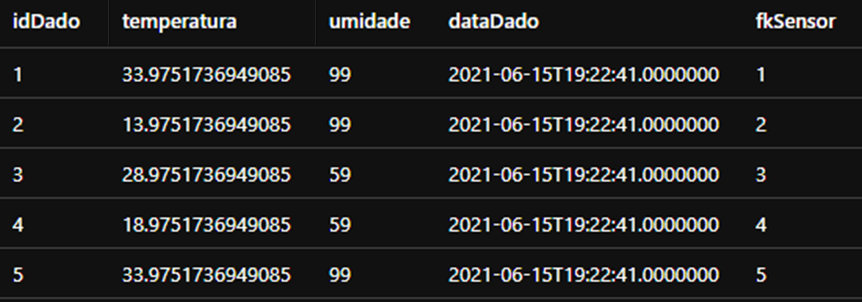 idDado temperatura umidade dataDado fkSensor
1 33.9751736949085 99 2021-06-15T19:22:41.0000000 1
2 13.9751736949085 99 2021-06-15T19:22:41.0000000 2
3 28.9751736949085 59 2021-06-15T19:22:41.0000000 3
4 18.9751736949085 59 2021-06-15T19:22:41.0000000 4
5 33.9751736949085 99 2021-06-15T19:22:41.0000000 5